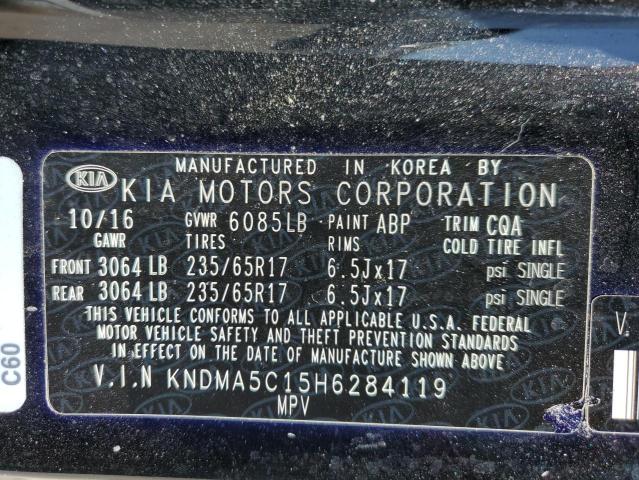 MANUFACTURED IN KOREA BY
KIA KIA MOTORS CORPORATION
10/16 GVWR 6085LB PAINT ABP TRIM CQA
GAWR TIRES RIMS COLD TIRE INFL
FRONT 3064 LB 235/65R17 6.5Jx17 psi SINGLE
REAR 3064 LB 235/65R17 6.5Jx17 psi SINGLE
THIS VEHICLE CONFORMS TO ALL APPLICABLE U.S.A. FEDERAL
MOTOR VEHICLE SAFETY AND THEFT PREVENTION STANDARDS
IN EFFECT ON THE DATE OF MANUFACTURE SHOWN ABOVE.
V.I.N KNDMA5C15H6284119
MPV
C60
V.